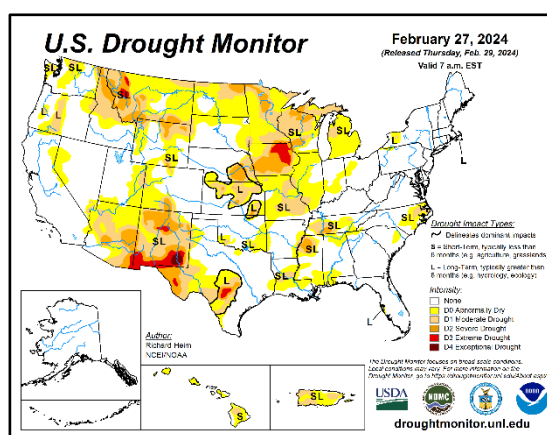 U.S. Drought Monitor
February 27, 2024
(Released Thursday, Feb. 29, 2024)
Valid 7 a.m. EST
SL
SL
SL
L
L
SL
SL
SL
L
L
L
SL
SL
SL
L
SL
SL
SL
SL
SL
L
L
Drought Impact Types:
Delineates dominant impacts
S = Short-Term, typically less than
6 months (e.g. agriculture, grasslands)
L = Long-Term, typically greater than
6 months (e.g. hydrology, ecology)
Intensity:
None
D0 Abnormally Dry
D1 Moderate Drought
D2 Severe Drought
D3 Extreme Drought
D4 Exceptional Drought
Author:
Richard Heim
NCEI/NOAA
S
SL
The Drought Monitor focuses on broad-scale conditions.
Local conditions may vary. For more information on the
Drought Monitor, go to https://droughtmonitor.unl.edu/About.aspx
USDA
NDMC
NOAA
droughtmonitor.unl.edu